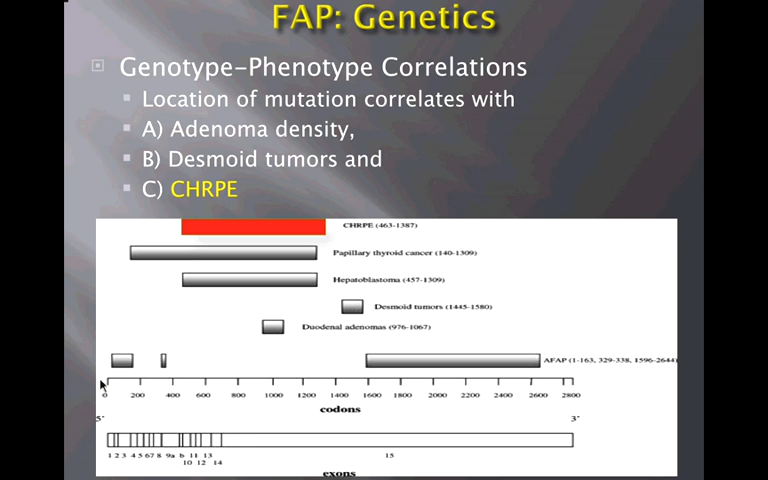 FAP: Genetics
Genotype-Phenotype Correlations
Location of mutation correlates with
A) Adenoma density,
B) Desmoid tumors and
C) CHRPE
CHRPE (463-1387)
Papillary thyroid cancer (140-1309)
Hepatoblastoma (457-1309)
Desmoid tumors (1445-1580)
Duodenal adenomas (976-1067)
AFAP (1-163, 329-338, 1596-2644)
0 200 400 600 800 1000 1200 1400 1600 1800 2000 2200 2400 2600 2800
codons
5' 3'
1 2 3 4 5 6 7 8 9a b 11 13 15
10 12 14
exons